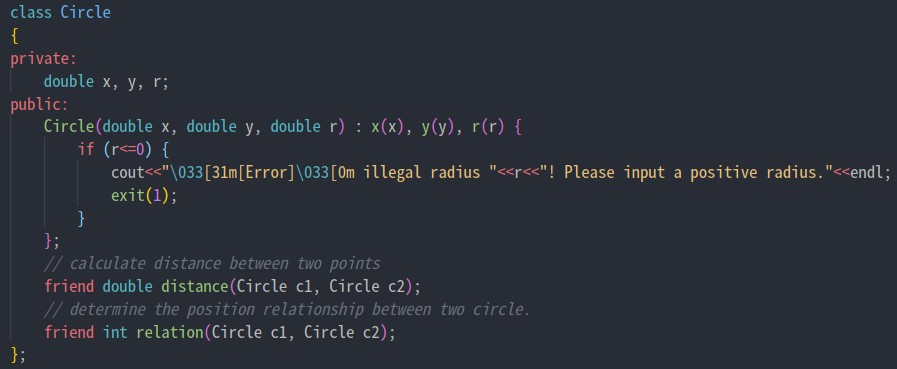 class Circle
{
private:
    double x, y, r;
public:
    Circle(double x, double y, double r) : x(x), y(y), r(r) {
        if (r<=0) {
            cout<<"\033[31m[Error]\033[0m illegal radius "<<r<<"! Please input a positive radius."<<endl;
            exit(1);
        }
    };
    // calculate distance between two points
    friend double distance(Circle c1, Circle c2);
    // determine the position relationship between two circle.
    friend int relation(Circle c1, Circle c2);
};